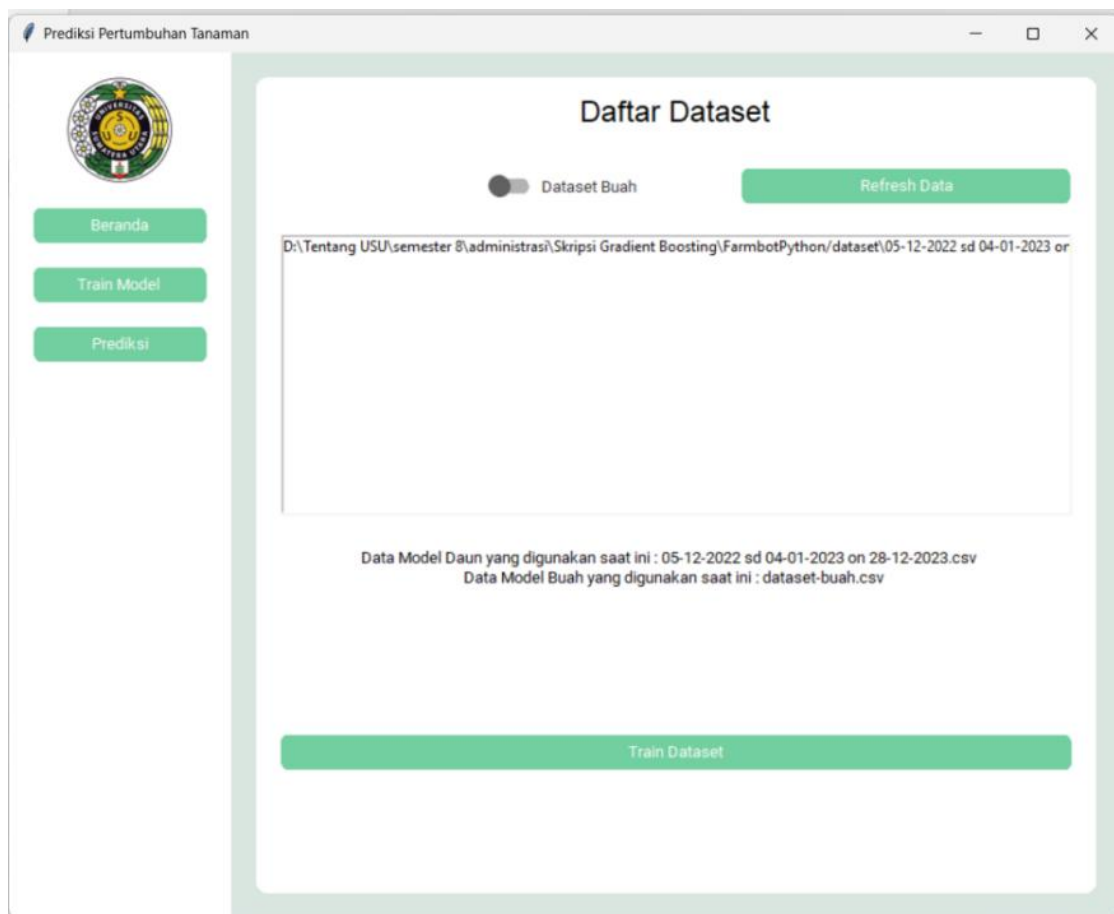 Prediksi Pertumbuhan Tanaman
UNIVERSITAS
SUMATERA UTARA
Beranda
Train Model
Prediksi
Daftar Dataset
Dataset Buah
Refresh Data
D:\Tentang USU\semester 8\administrasi\Skripsi Gradient Boosting\FarmbotPython/dataset\05-12-2022 sd 04-01-2023 or
Data Model Daun yang digunakan saat ini : 05-12-2022 sd 04-01-2023 on 28-12-2023.csv
Data Model Buah yang digunakan saat ini : dataset-buah.csv
Train Dataset